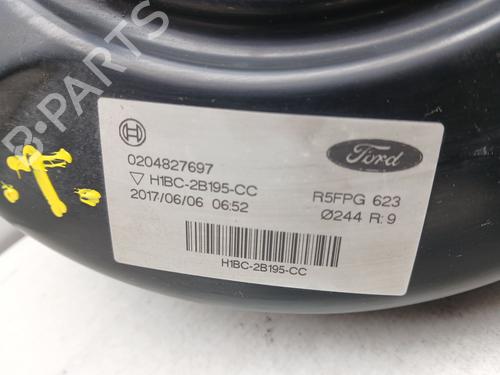 B-PARTS
0204827697
Ford
▽ H1BC-2B195-CC
R5FPG 623
2017/06/06 06:52
Ø244 R:9
H1BC-2B195-CC